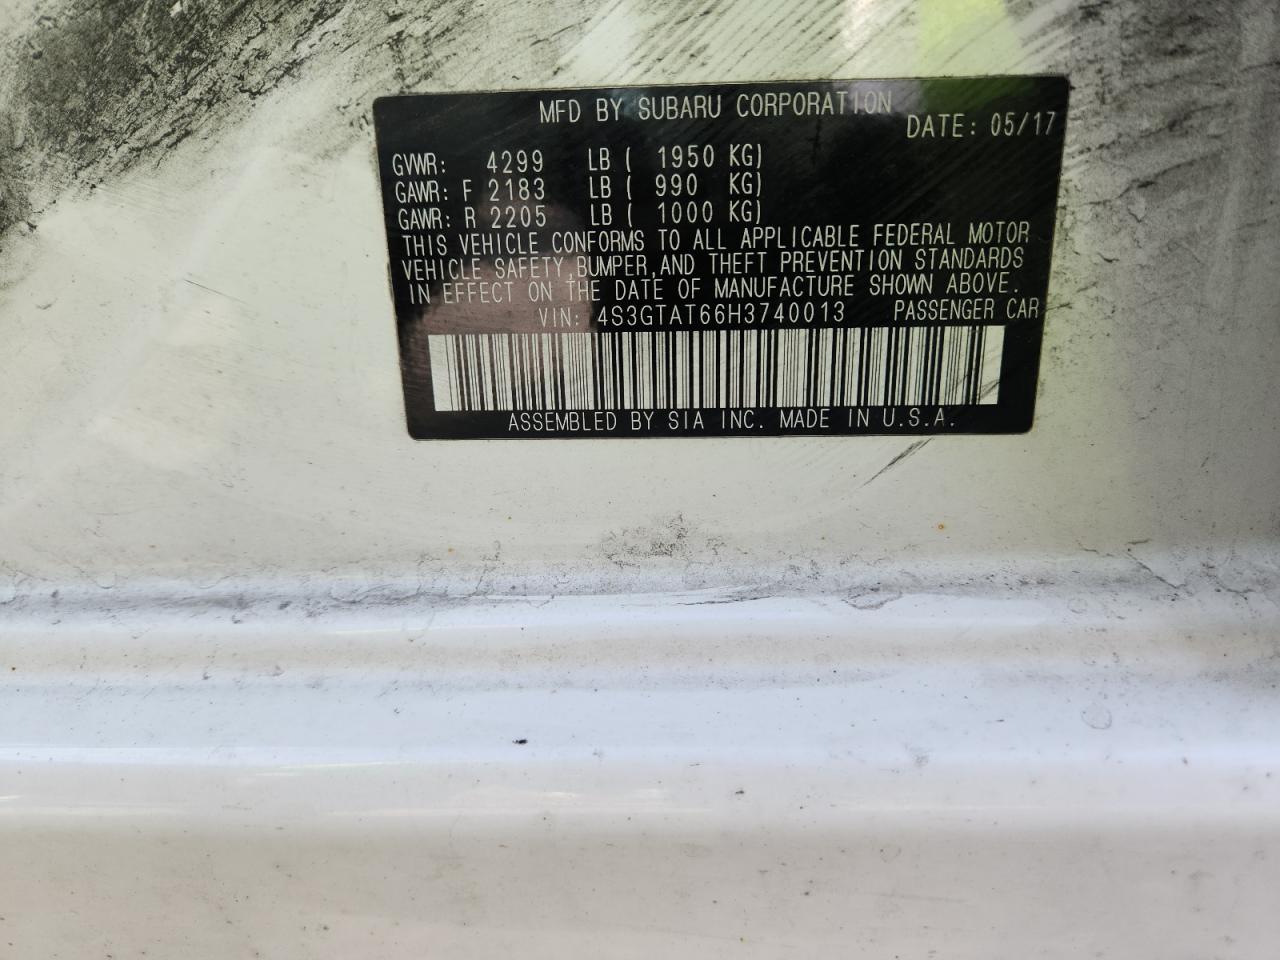 MFD BY SUBARU CORPORATION
DATE: 05/17
GVWR: 4299 LB ( 1950 KG)
GAWR: F 2183 LB ( 990 KG)
GAWR: R 2205 LB ( 1000 KG)
THIS VEHICLE CONFORMS TO ALL APPLICABLE FEDERAL MOTOR
VEHICLE SAFETY,BUMPER,AND THEFT PREVENTION STANDARDS
IN EFFECT ON THE DATE OF MANUFACTURE SHOWN ABOVE.
VIN: 4S3GTAT66H3740013 PASSENGER CAR
ASSEMBLED BY SIA INC. MADE IN U.S.A.